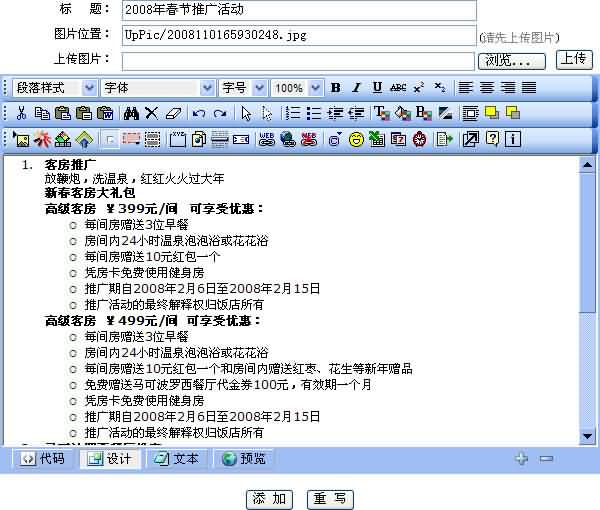 标 题： 2008年春节推广活动
图片位置： UpPic/2008110165930248.jpg (请先上传图片)
上传图片： 浏览... 上传
段落样式 字体 字号 100% B I U ABC x² x₂
1. 客房推广
放鞭炮，洗温泉，红红火火过大年
新春客房大礼包
高级客房 ￥399元/间 可享受优惠：
○ 每间房赠送3位早餐
○ 房间内24小时温泉泡泡浴或花花浴
○ 每间房赠送10元红包一个
○ 凭房卡免费使用健身房
○ 推广期自2008年2月6日至2008年2月15日
○ 推广活动的最终解释权归饭店所有
高级客房 ￥499元/间 可享受优惠：
○ 每间房赠送3位早餐
○ 房间内24小时温泉泡泡浴或花花浴
○ 每间房赠送10元红包一个和房间内赠送红枣、花生等新年赠品
○ 免费赠送马可波罗西餐厅代金券100元，有效期一个月
○ 凭房卡免费使用健身房
○ 推广期自2008年2月6日至2008年2月15日
○ 推广活动的最终解释权归饭店所有
代码 设计 文本 预览
添 加 重 写